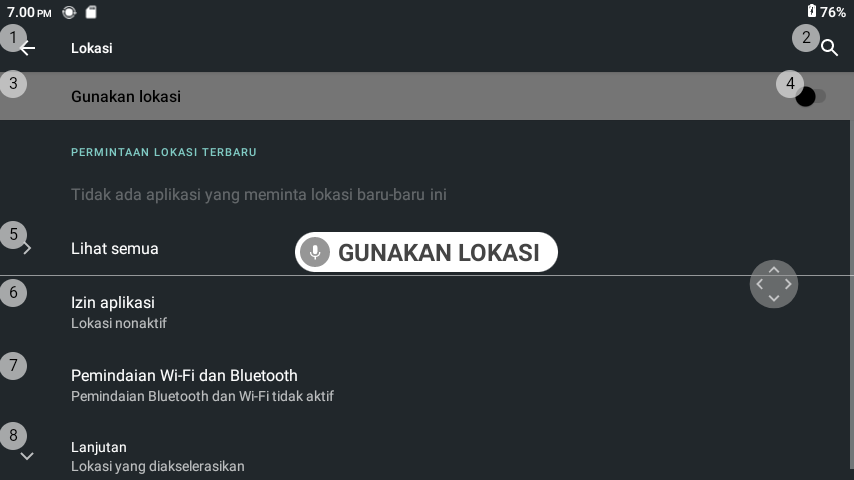 7.00 PM
76%
1
Lokasi
2
3
Gunakan lokasi
4
PERMINTAAN LOKASI TERBARU
Tidak ada aplikasi yang meminta lokasi baru-baru ini
5
Lihat semua
GUNAKAN LOKASI
6
Izin aplikasi
Lokasi nonaktif
7
Pemindaian Wi-Fi dan Bluetooth
Pemindaian Bluetooth dan Wi-Fi tidak aktif
8
Lanjutan
Lokasi yang diakselerasikan